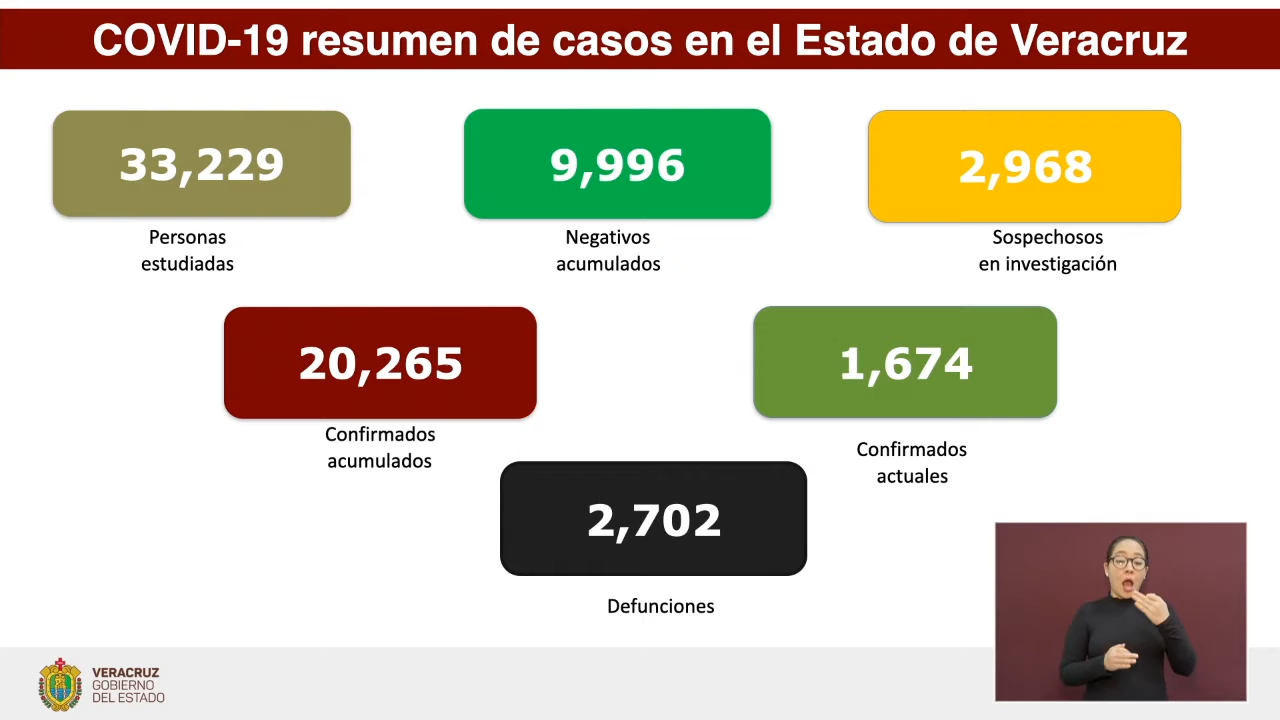 COVID-19 resumen de casos en el Estado de Veracruz
33,229
9,996
2,968
Personas
estudiadas
Negativos
acumulados
Sospechosos
en investigación
20,265
1,674
Confirmados
acumulados
Confirmados
actuales
2,702
Defunciones
VERACRUZ
GOBIERNO
DEL ESTADO